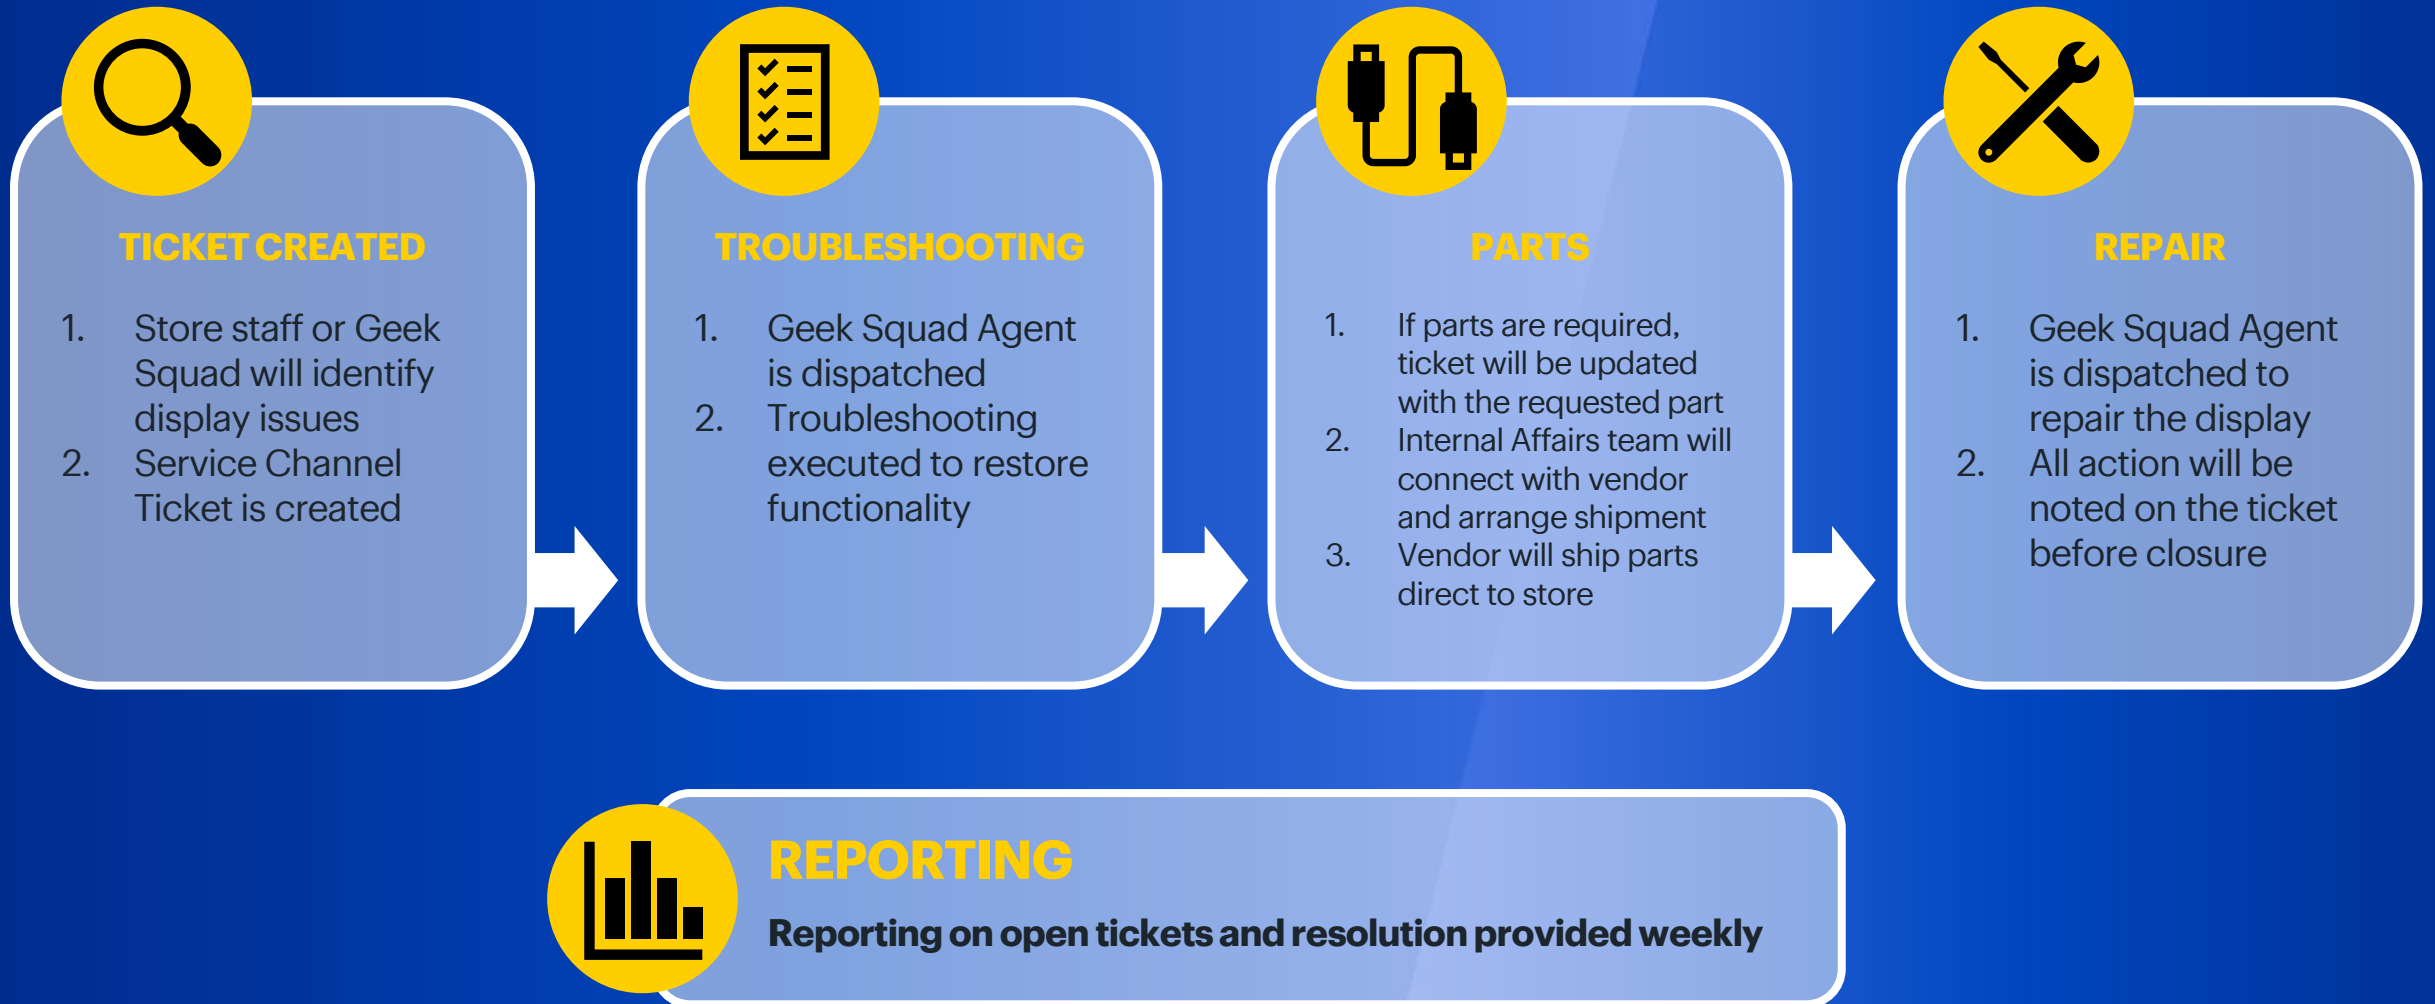 TICKET CREATED
1. Store staff or Geek
Squad will identify
display issues
2. Service Channel
Ticket is created
TROUBLESHOOTING
1. Geek Squad Agent
is dispatched
2. Troubleshooting
executed to restore
functionality
PARTS
1. If parts are required,
ticket will be updated
with the requested part
2. Internal Affairs team will
connect with vendor
and arrange shipment
3. Vendor will ship parts
direct to store
REPAIR
1. Geek Squad Agent
is dispatched to
repair the display
2. All action will be
noted on the ticket
before closure
REPORTING
Reporting on open tickets and resolution provided weekly